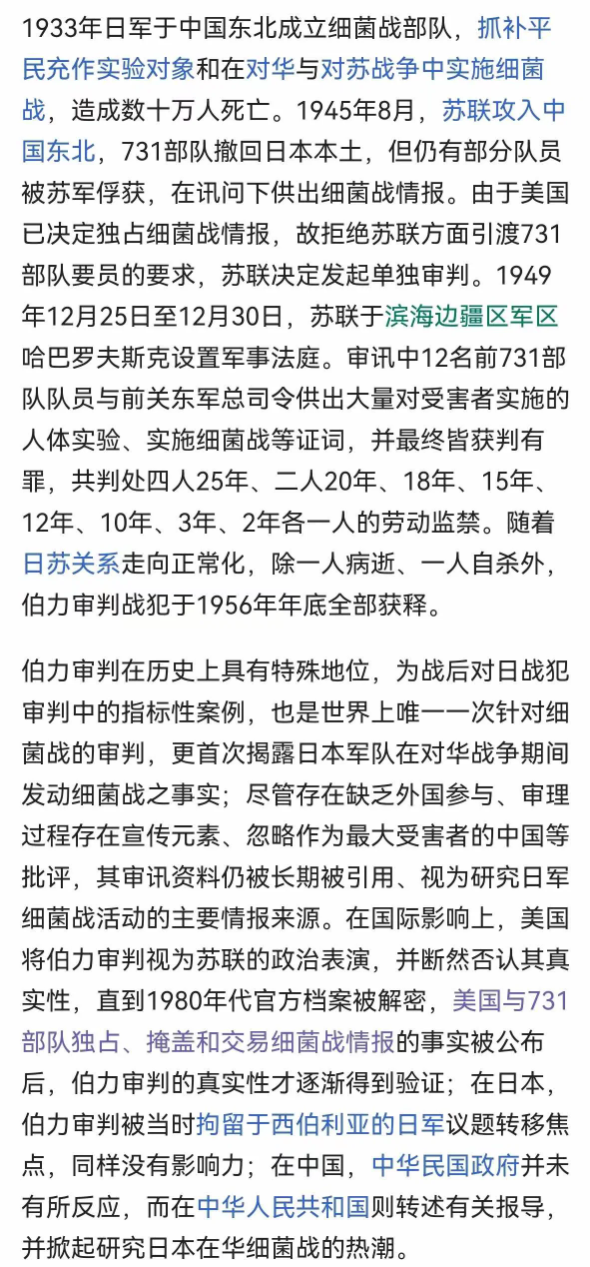 1933年日军于中国东北成立细菌战部队，抓补平
民充作实验对象和在对华与对苏战争中实施细菌
战，造成数十万人死亡。1945年8月，苏联攻入中
国东北，731部队撤回日本本土，但仍有部分队员
被苏军俘获，在讯问下供出细菌战情报。由于美国
已决定独占细菌战情报，故拒绝苏联方面引渡731
部队要员的要求，苏联决定发起单独审判。1949
年12月25日至12月30日，苏联于滨海边疆区军区
哈巴罗夫斯克设置军事法庭。审讯中12名前731部
队队员与前关东军总司令供出大量对受害者实施的
人体实验、实施细菌战等证词，并最终皆获判有
罪，共判处四人25年、二人20年、18年、15年、
12年、10年、3年、2年各一人的劳动监禁。随着
日苏关系走向正常化，除一人病逝、一人自杀外，
伯力审判战犯于1956年年底全部获释。
伯力审判在历史上具有特殊地位，为战后对日战犯
审判中的指标性案例，也是世界上唯一一次针对细
菌战的审判，更首次揭露日本军队在对华战争期间
发动细菌战之事实；尽管存在缺乏外国参与、审理
过程存在宣传元素、忽略作为最大受害者的中国等
批评，其审讯资料仍被长期被引用、视为研究日军
细菌战活动的主要情报来源。在国际影响上，美国
将伯力审判视为苏联的政治表演，并断然否认其真
实性，直到1980年代官方档案被解密，美国与731
部队独占、掩盖和交易细菌战情报的事实被公布
后，伯力审判的真实性才逐渐得到验证；在日本，
伯力审判被当时拘留于西伯利亚的日军议题转移焦
点，同样没有影响力；在中国，中华民国政府并未
有所反应，而在中华人民共和国则转述有关报导，
并掀起研究日本在华细菌战的热潮。